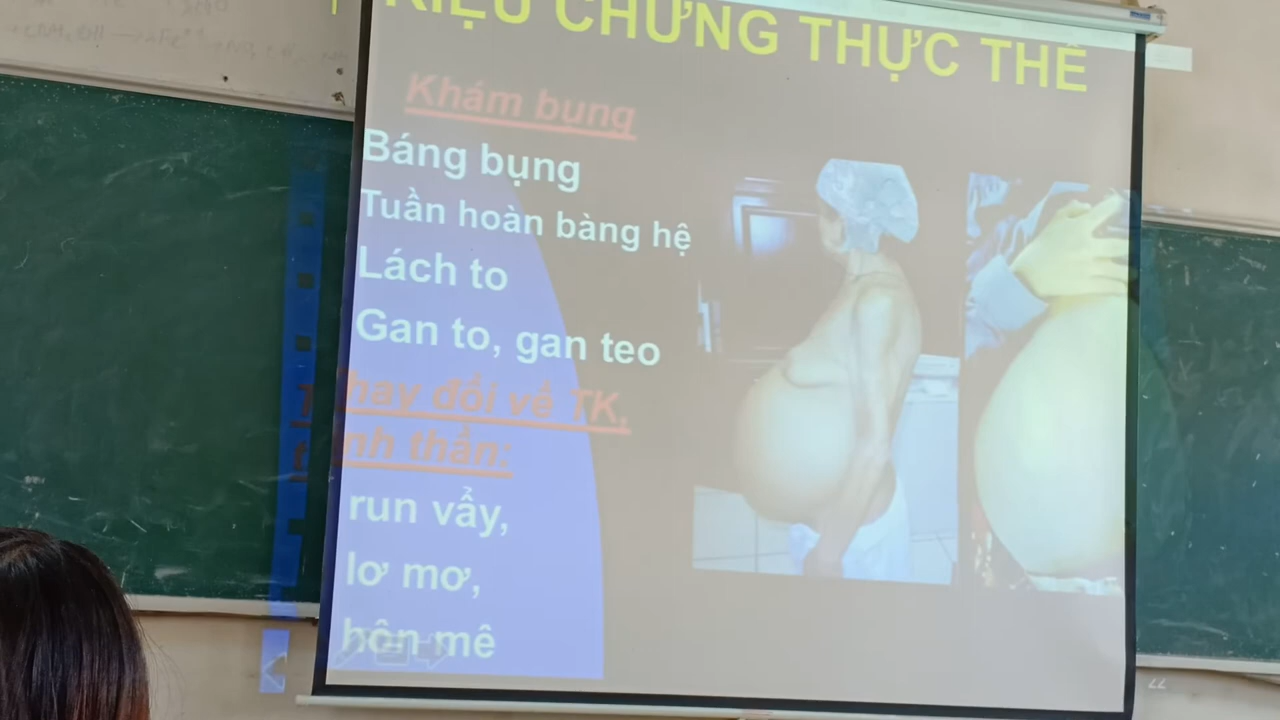 TRIỆU CHỨNG THỰC THỂ
Khám bụng
Báng bụng
Tuần hoàn bàng hệ
Lách to
Gan to, gan teo
Thay đổi về TK,
tinh thần:
run vẩy,
lơ mơ,
hôn mê